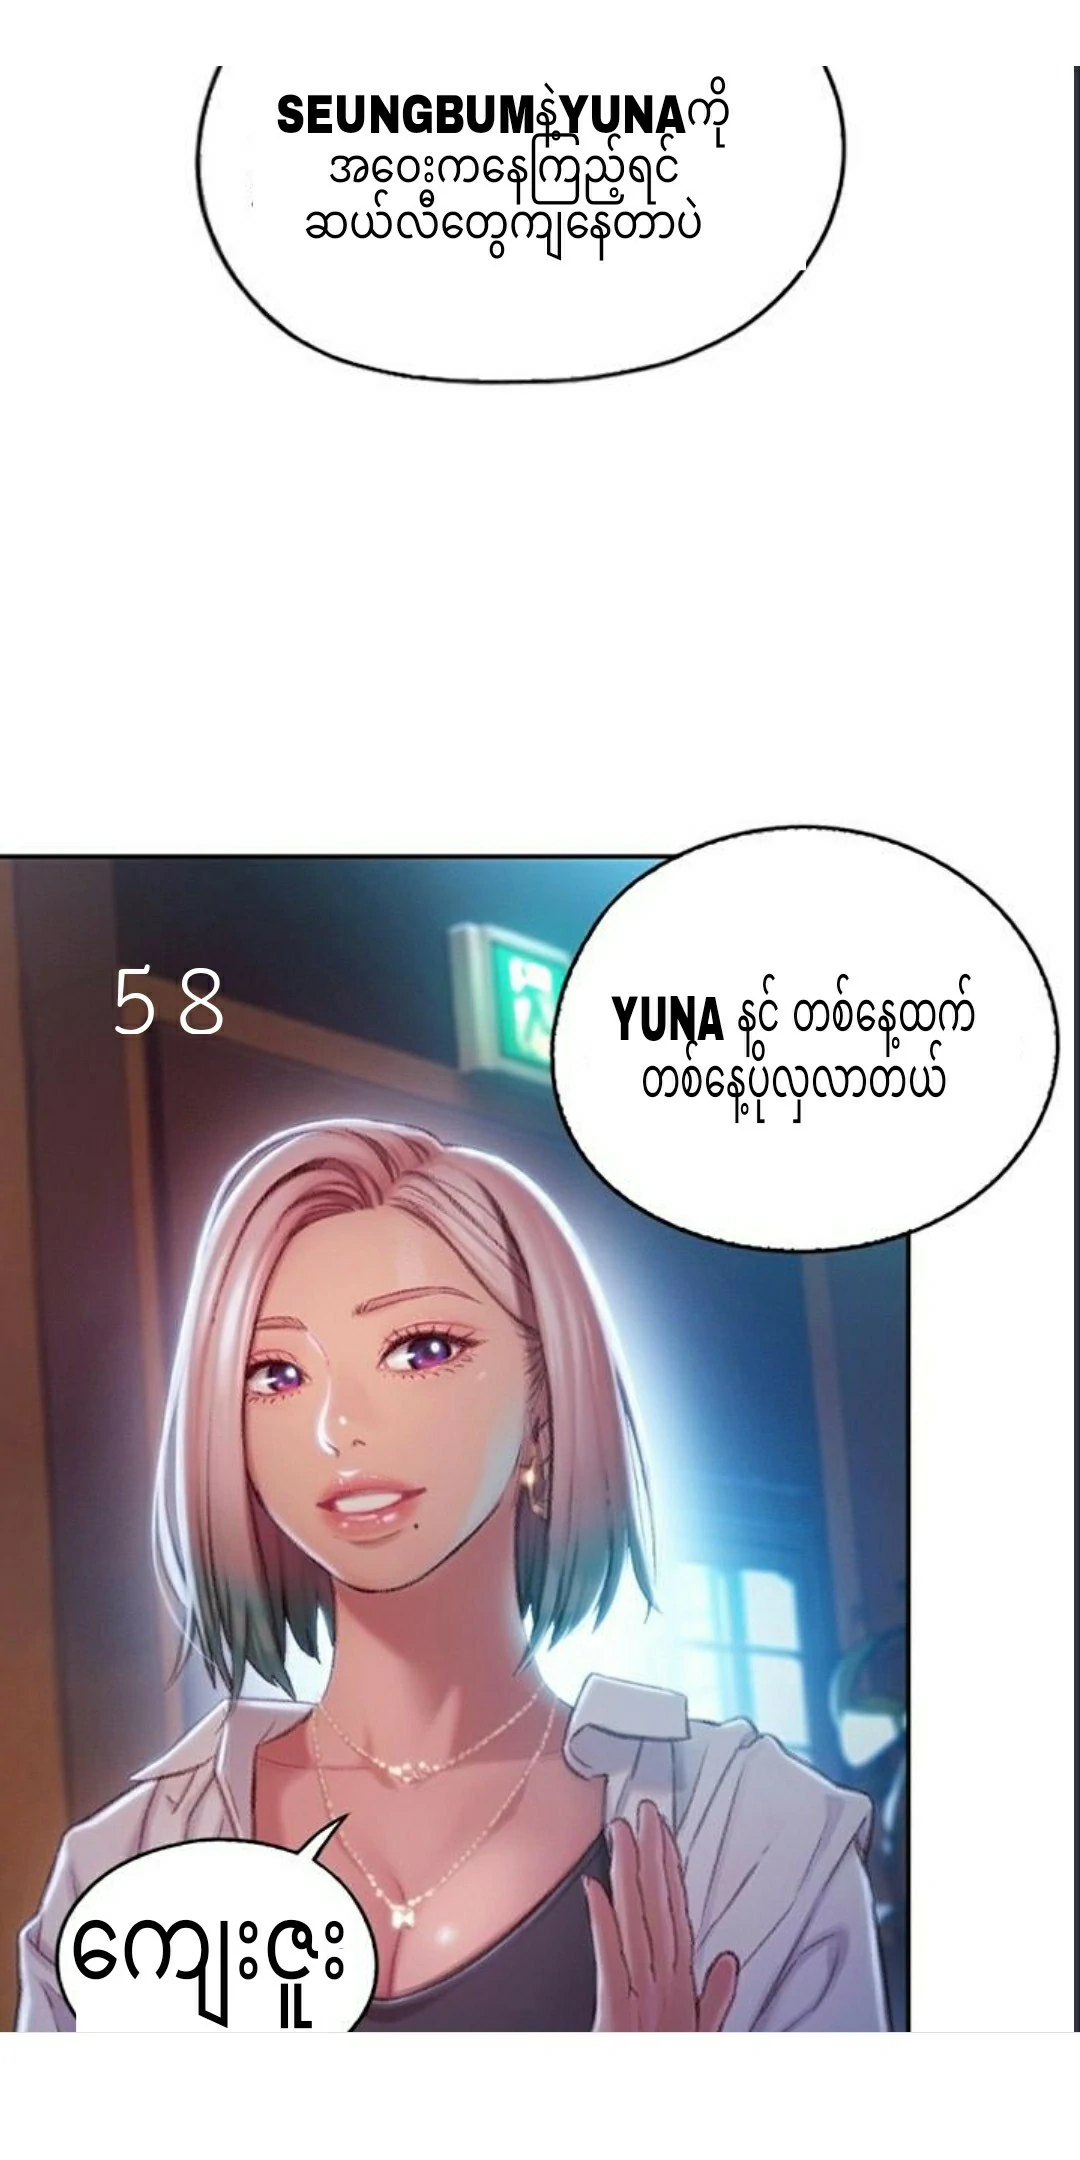 SEUNGBUMနဲ့YUNAကို
အဝေးကနေကြည့်ရင်
ဆယ်လီတွေကျနေတာပဲ
58
YUNA နင် တစ်နေ့ထက်
တစ်နေ့ပိုလှလာတယ်
ကျေးဇူး